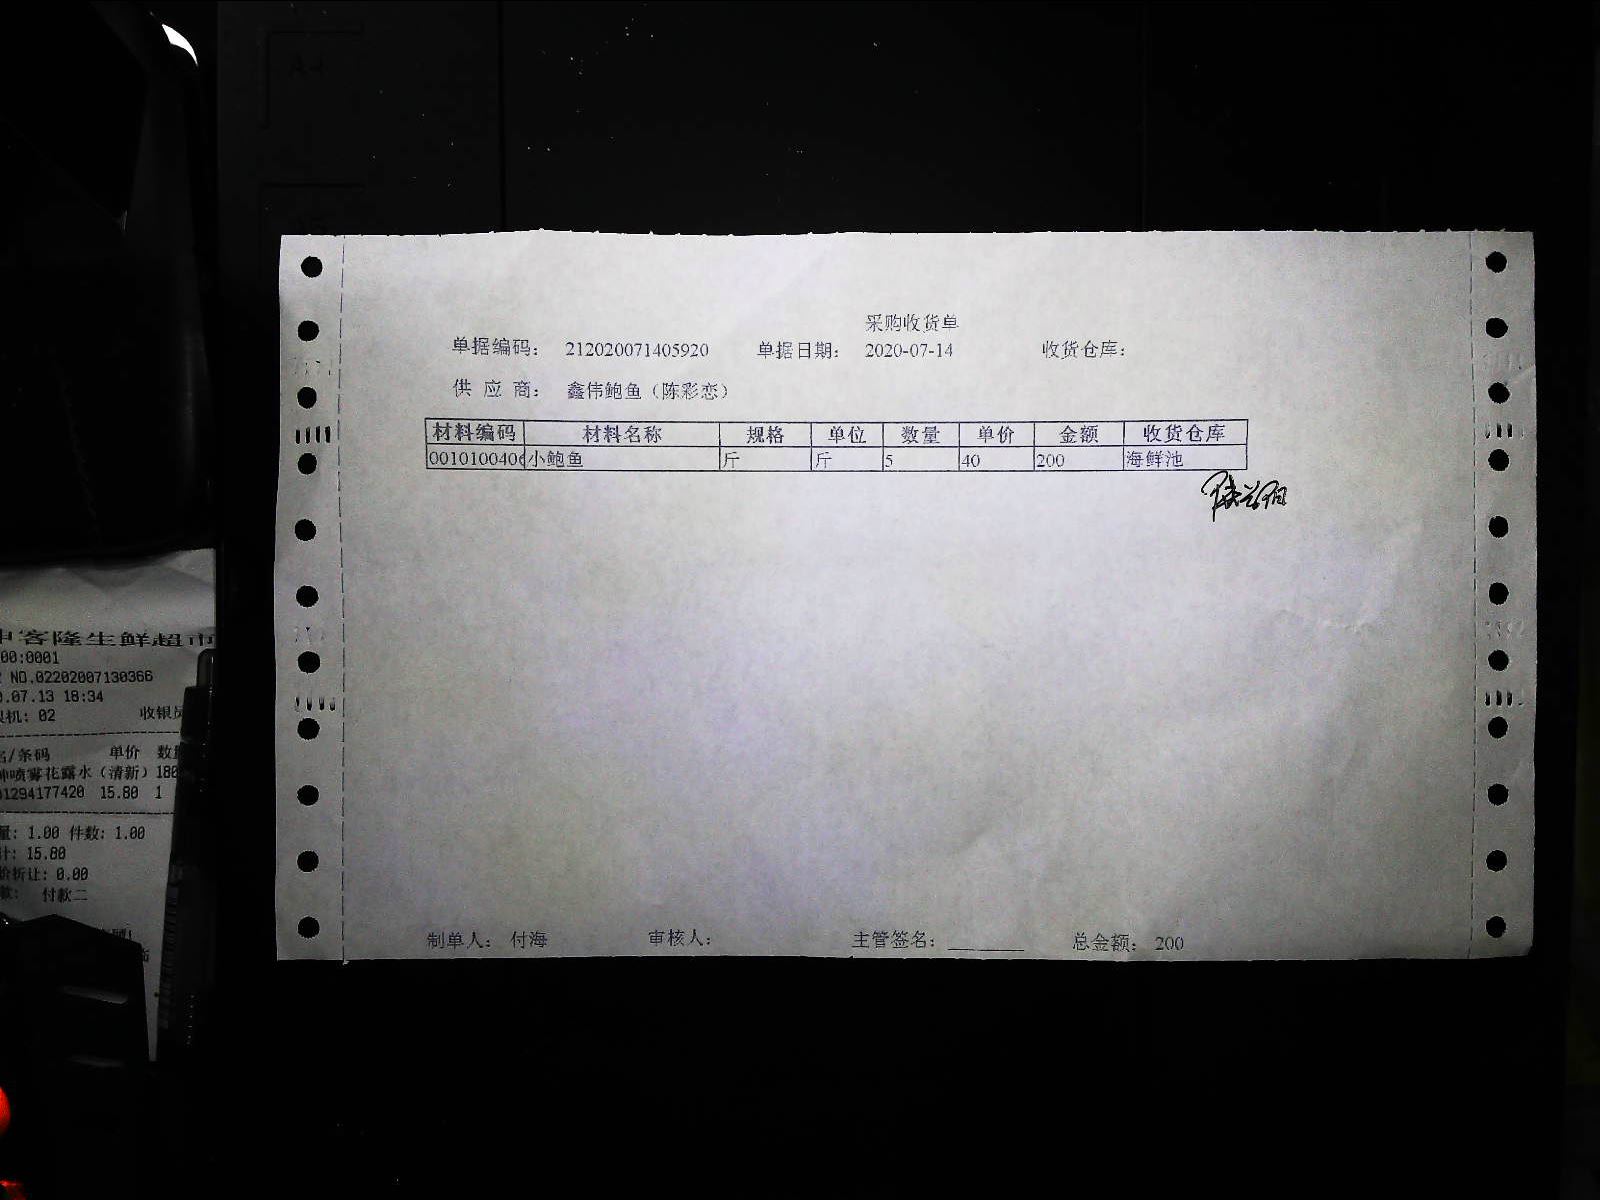 采购收货单
单据编码： 212020071405920 单据日期： 2020-07-14 收货仓库：
供 应 商： 鑫伟鲍鱼（陈彩恋）
材料编码 材料名称 规格 单位 数量 单价 金额 收货仓库
0010100406 小鲍鱼 斤 斤 5 40 200 海鲜池
制单人： 付海 审核人： 主管签名： 总金额： 200
客隆生鲜超市
00:0001
NO.02202007130366
.07.13 18:34
机: 02 收银员
/条码 单价 数
喷雾花露水（清新）180
1294177420 15.80 1
量: 1.00 件数: 1.00
计: 15.80
折让: 0.00
付款二